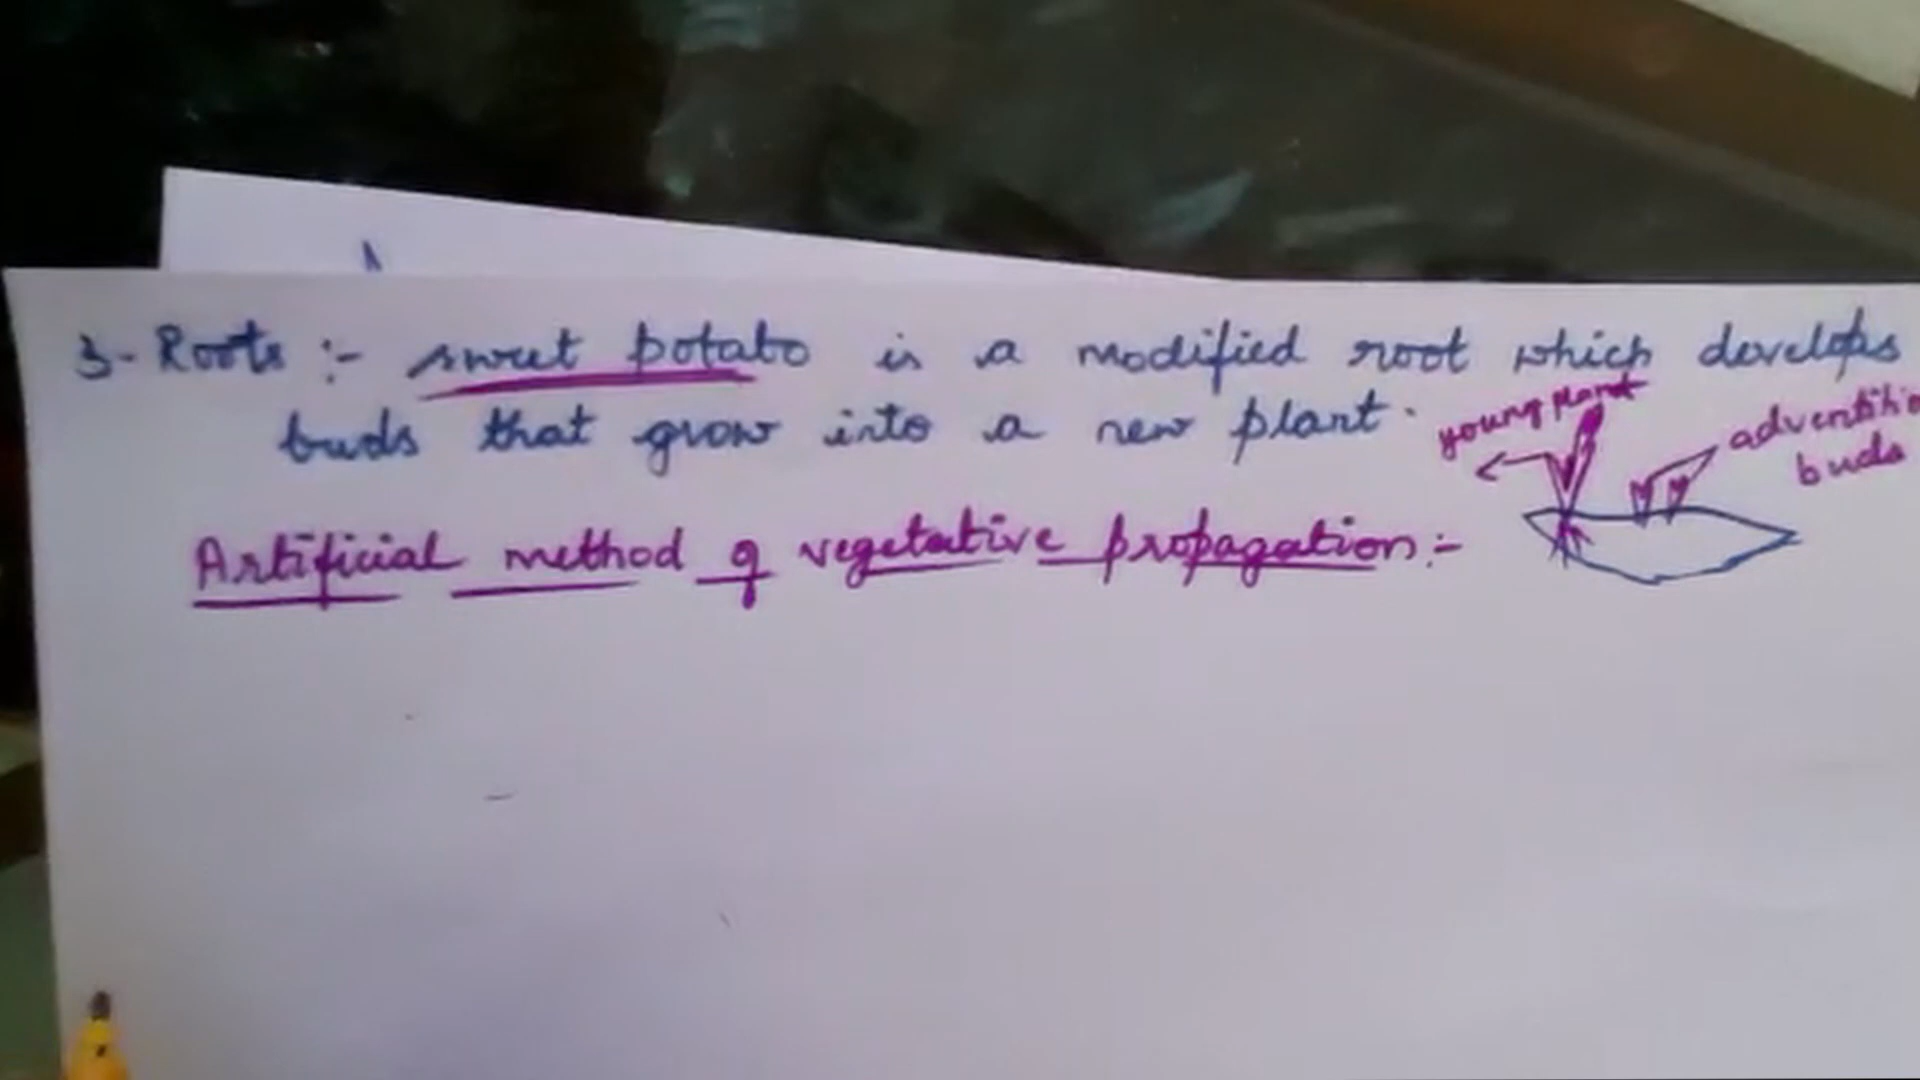 3- Roots :- sweet potato is a modified root which develops
buds that grow into a new plant.
young plant
adventitio
buds
Artificial method of vegetative propagation :-